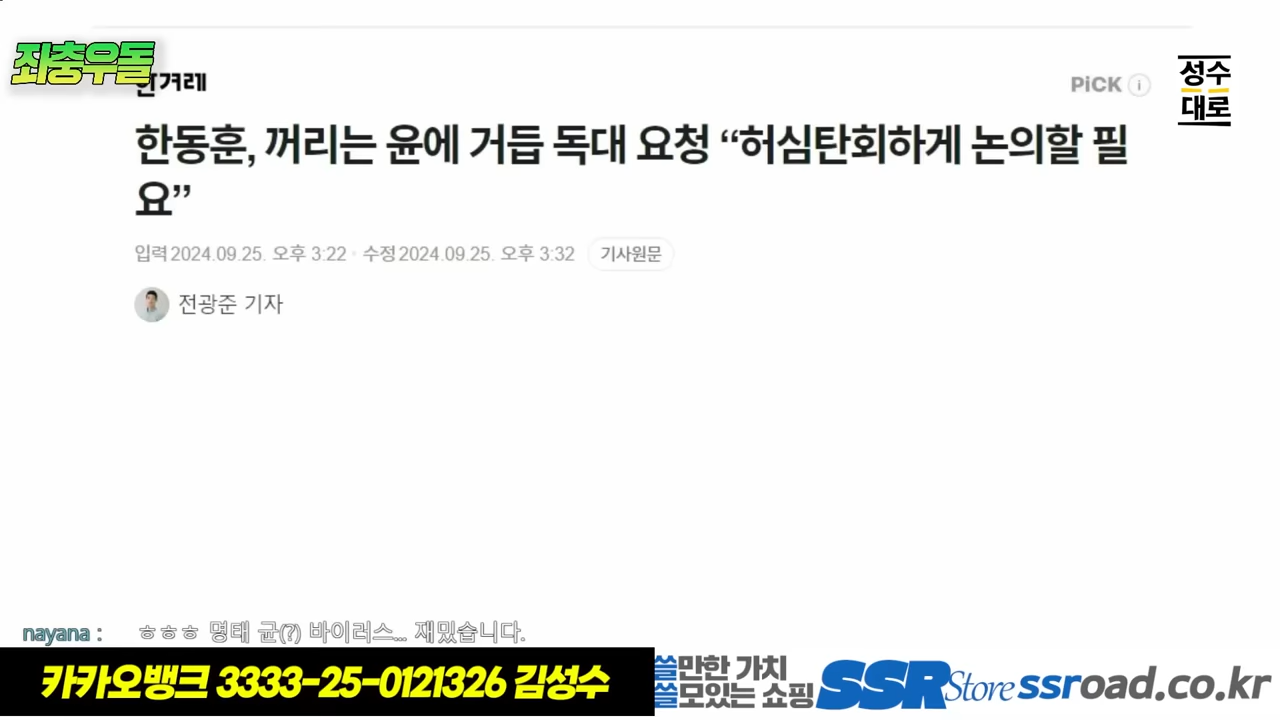 좌충우돌
한겨레
PiCK i
성수
대로
한동훈, 꺼리는 윤에 거듭 독대 요청 “허심탄회하게 논의할 필
요”
입력 2024.09.25. 오후 3:22 · 수정 2024.09.25. 오후 3:32 기사원문
전광준 기자
nayana : ㅎㅎㅎ 명태 균(?) 바이러스... 재밌습니다.
카카오뱅크 3333-25-0121326 김성수
쓸만한 가치
쓸모있는 쇼핑
SSR Store ssroad.co.kr